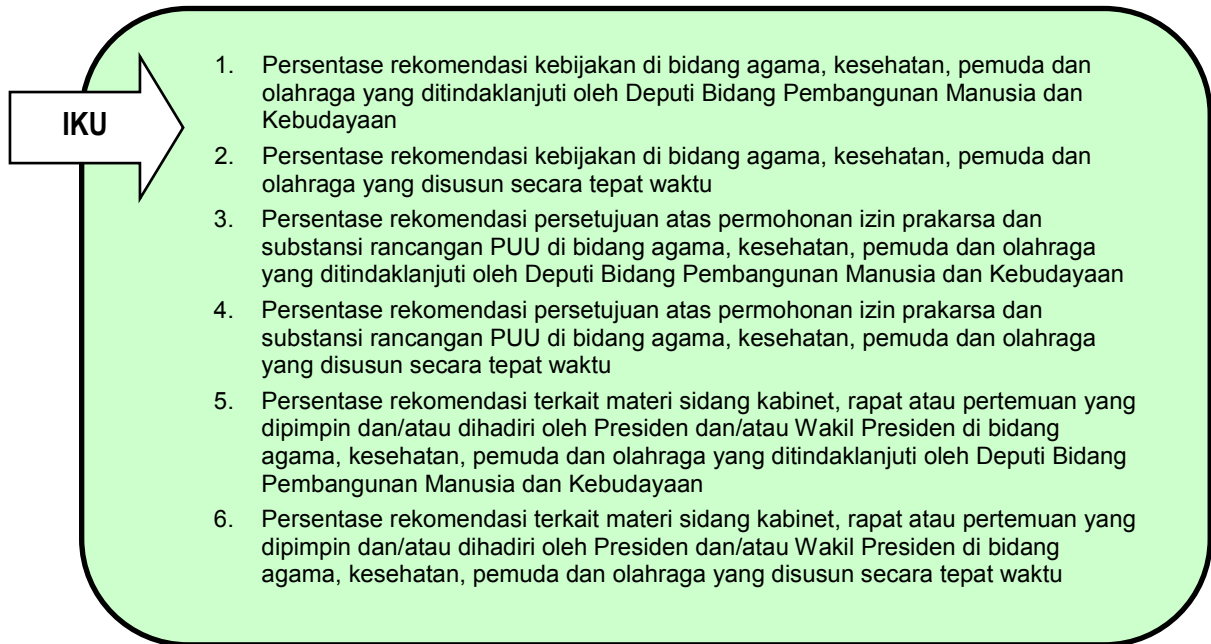 IKU
1. Persentase rekomendasi kebijakan di bidang agama, kesehatan, pemuda dan
olahraga yang ditindaklanjuti oleh Deputi Bidang Pembangunan Manusia dan
Kebudayaan
2. Persentase rekomendasi kebijakan di bidang agama, kesehatan, pemuda dan
olahraga yang disusun secara tepat waktu
3. Persentase rekomendasi persetujuan atas permohonan izin prakarsa dan
substansi rancangan PUU di bidang agama, kesehatan, pemuda dan olahraga
yang ditindaklanjuti oleh Deputi Bidang Pembangunan Manusia dan Kebudayaan
4. Persentase rekomendasi persetujuan atas permohonan izin prakarsa dan
substansi rancangan PUU di bidang agama, kesehatan, pemuda dan olahraga
yang disusun secara tepat waktu
5. Persentase rekomendasi terkait materi sidang kabinet, rapat atau pertemuan yang
dipimpin dan/atau dihadiri oleh Presiden dan/atau Wakil Presiden di bidang
agama, kesehatan, pemuda dan olahraga yang ditindaklanjuti oleh Deputi Bidang
Pembangunan Manusia dan Kebudayaan
6. Persentase rekomendasi terkait materi sidang kabinet, rapat atau pertemuan yang
dipimpin dan/atau dihadiri oleh Presiden dan/atau Wakil Presiden di bidang
agama, kesehatan, pemuda dan olahraga yang disusun secara tepat waktu